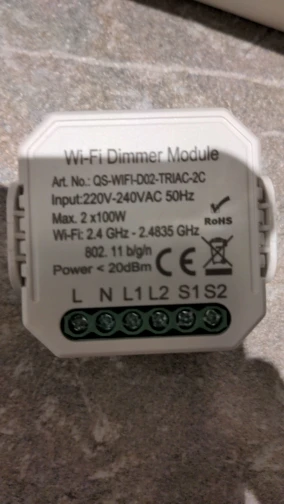 Wi-Fi Dimmer Module
Art. No.: QS-WIFI-D02-TRIAC-2C
Input:220V-240VAC 50Hz
Max. 2 x100W
Wi-Fi: 2.4 GHz - 2.4835 GHz
RoHS
802. 11 b/g/n
Power < 20dBm CE
L N L1 L2 S1 S2